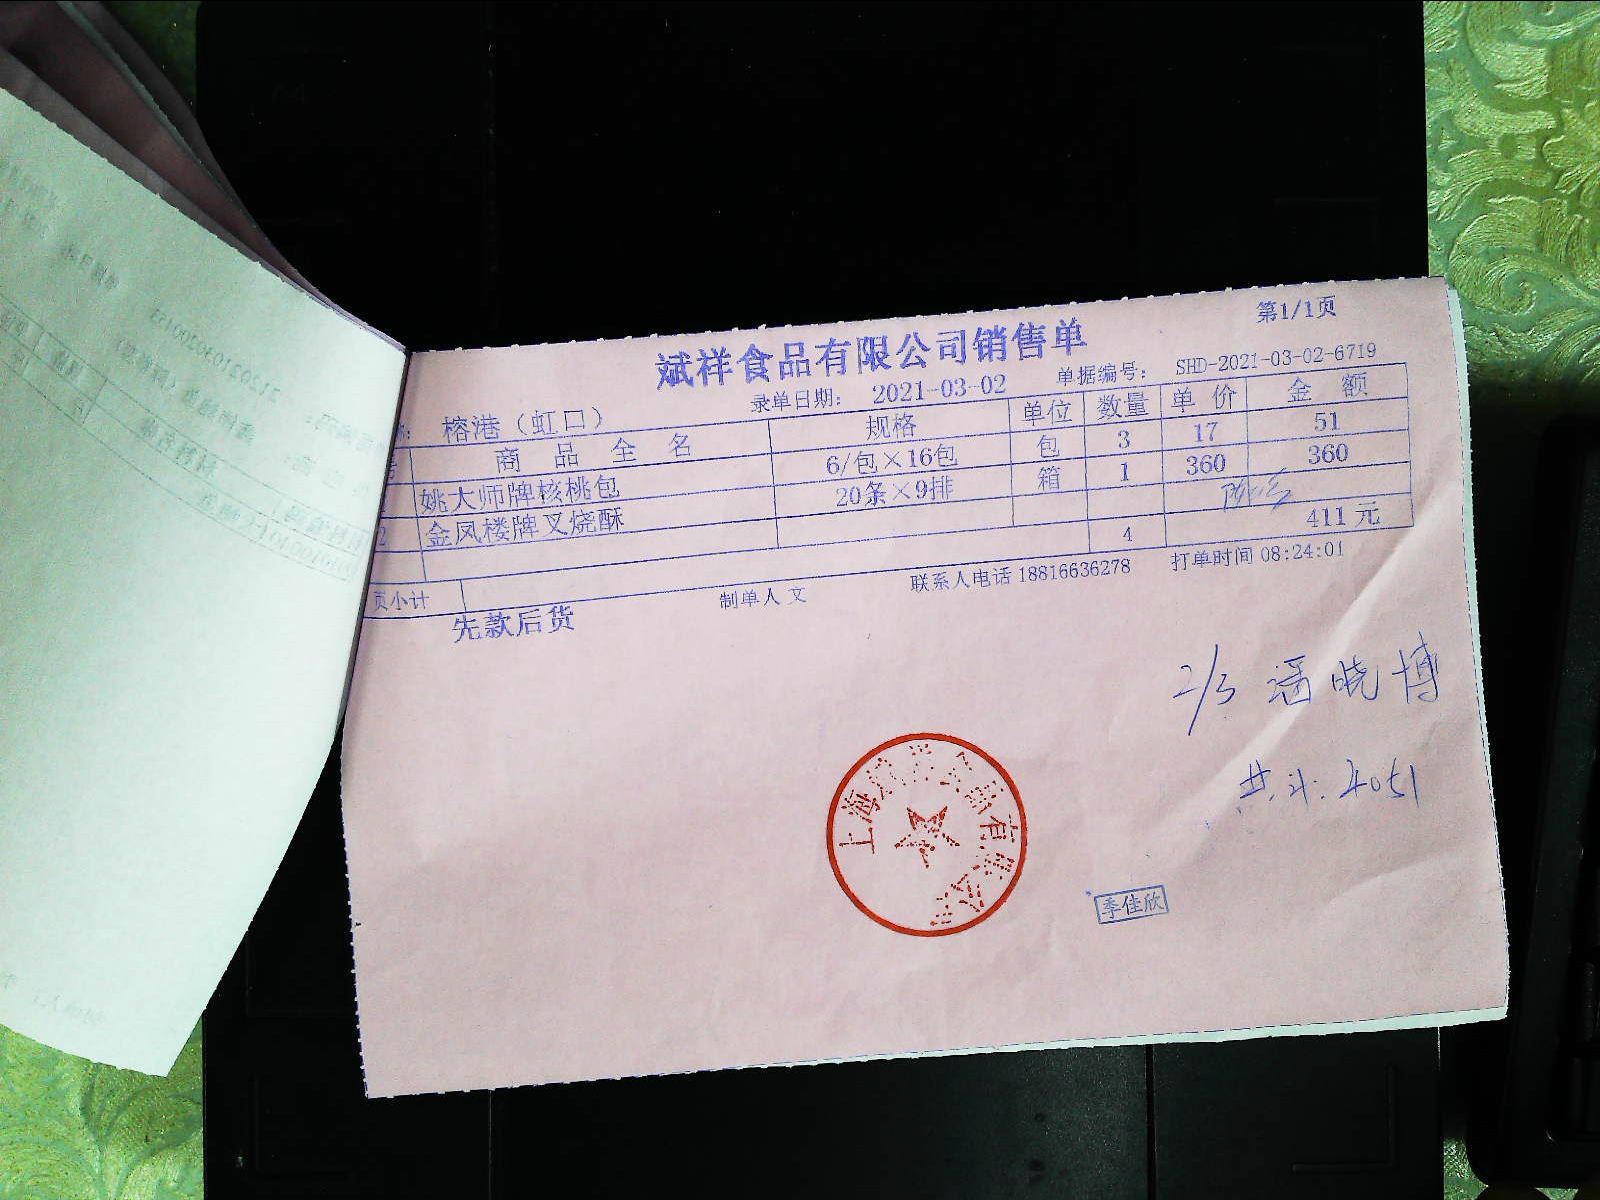 第1/1页
斌祥食品有限公司销售单
录单日期: 2021-03-02 单据编号: SHD-2021-03-02-6719
榕港（虹口）
商品全名 规格 单位 数量 单价 金额
姚大师牌核桃包 6/包×16包 包 3 17 51
2 金凤楼牌叉烧酥 20条×9排 箱 1 360 360
页小计 4 411元
先款后货 制单人 文 联系人电话 18816636278 打单时间 08:24:01
2/3 潘晓博
共计: 4051
季佳欣